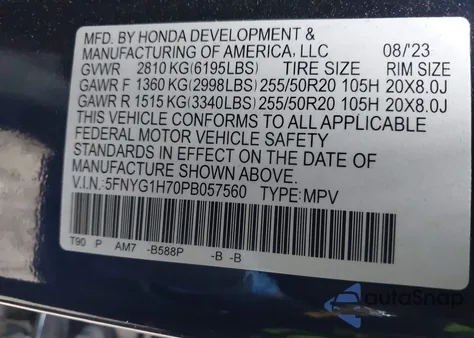 MFD. BY HONDA DEVELOPMENT &
MANUFACTURING OF AMERICA, LLC 08/'23
GVWR 2810 KG(6195LBS) TIRE SIZE RIM SIZE
GAWR F 1360 KG(2998LBS) 255/50R20 105H 20X8.0J
GAWR R 1515 KG(3340LBS) 255/50R20 105H 20X8.0J
THIS VEHICLE CONFORMS TO ALL APPLICABLE
FEDERAL MOTOR VEHICLE SAFETY
STANDARDS IN EFFECT ON THE DATE OF
MANUFACTURE SHOWN ABOVE.
V.I.N.: 5FNYG1H70PB057560 TYPE: MPV
T90 P AM7 -B588P -B -B
autoSnap